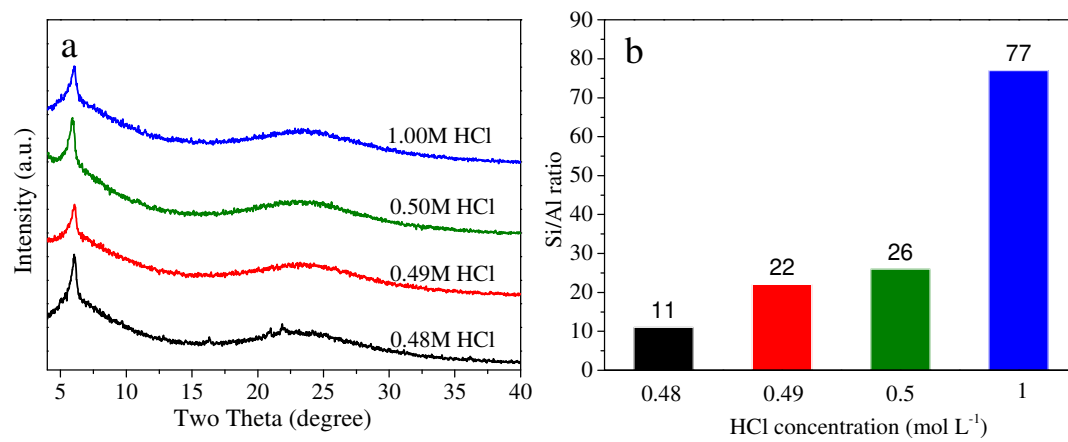 a
1.00M HCl
0.50M HCl
0.49M HCl
0.48M HCl
Intensity (a.u.)
5 10 15 20 25 30 35 40
Two Theta (degree)
b
90
80
70
60
50
40
30
20
10
0
Si/Al ratio
11
22
26
77
0.48 0.49 0.5 1
HCl concentration (mol L⁻¹)